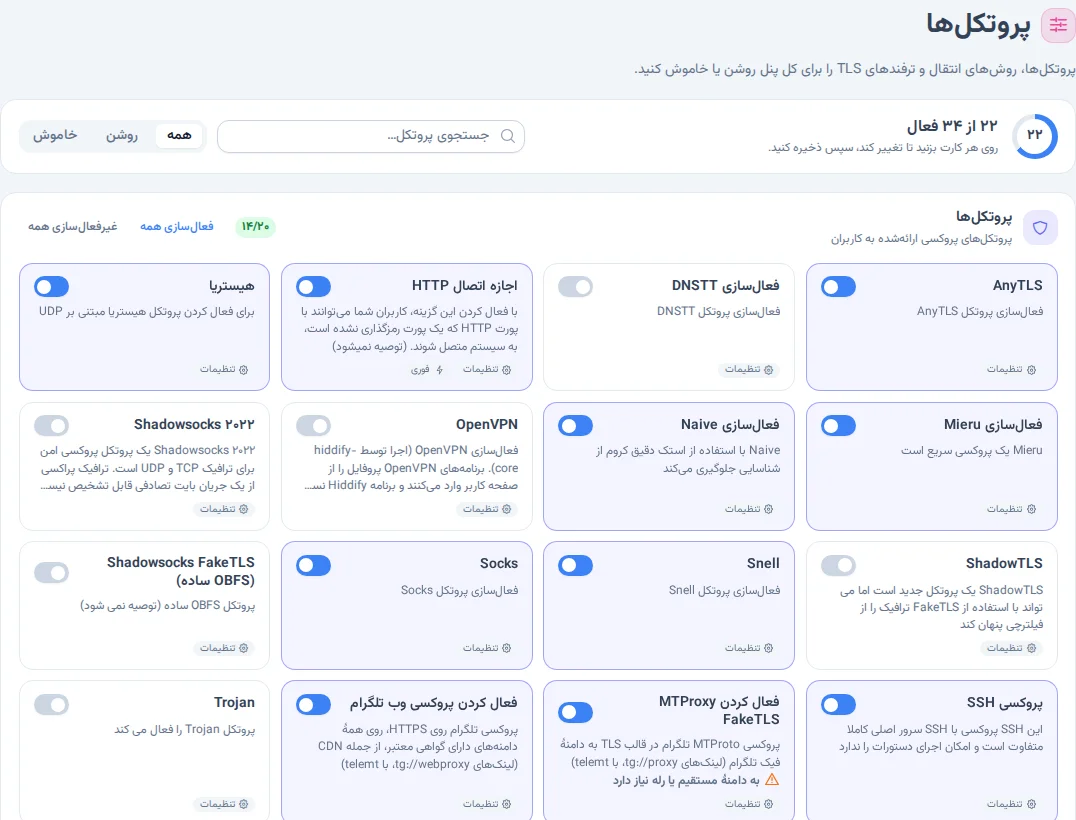 پروتکل‌ها
پروتکل‌ها، روش‌های انتقال و ترفندهای TLS را برای کل پنل روشن یا خاموش کنید.
۲۲
۲۲ از ۳۴ فعال
روی هر کارت بزنید تا تغییر کند، سپس ذخیره کنید.
جستجوی پروتکل...
همه
روشن
خاموش
پروتکل‌ها
پروتکل‌های پروکسی ارائه‌شده به کاربران
۱۴/۲۰
فعال‌سازی همه
غیرفعال‌سازی همه
AnyTLS
فعال‌سازی پروتکل AnyTLS
تنظیمات
فعال‌سازی DNSTT
فعال‌سازی پروتکل DNSTT
تنظیمات
اجازه اتصال HTTP
با فعال کردن این گزینه، کاربران شما می‌توانند با
پورت HTTP که یک پورت رمزگذاری نشده است،
به سیستم متصل شوند. (توصیه نمیشود)
تنظیمات
فوری
هیستریا
برای فعال کردن پروتکل هیستریا مبتنی بر UDP
تنظیمات
فعال‌سازی Mieru
Mieru یک پروکسی سریع است
تنظیمات
فعال‌سازی Naive
Naive با استفاده از استک دقیق کروم از
شناسایی جلوگیری می‌کند
تنظیمات
OpenVPN
فعال‌سازی OpenVPN (اجرا توسط hiddify-
core). برنامه‌های OpenVPN پروفایل را از
صفحه کاربر وارد می‌کنند و برنامه Hiddify نس...
تنظیمات
Shadowsocks ۲۰۲۲
Shadowsocks ۲۰۲۲ یک پروتکل پروکسی امن
برای ترافیک TCP و UDP است. ترافیک پراکسی
از یک جریان بایت تصادفی قابل تشخیص نیس...
تنظیمات
ShadowTLS
ShadowTLS یک پروتکل جدید است اما می
تواند با استفاده از FakeTLS ترافیک را از
فیلترچی پنهان کند
تنظیمات
Snell
فعال‌سازی پروتکل Snell
تنظیمات
Socks
فعال‌سازی پروتکل Socks
تنظیمات
Shadowsocks FakeTLS
(OBFS ساده)
پروتکل OBFS ساده (توصیه نمی شود)
تنظیمات
پروکسی SSH
این SSH پروکسی با SSH سرور اصلی کاملا
متفاوت است و امکان اجرای دستورات را ندارد
تنظیمات
فعال کردن MTProxy
FakeTLS
پروکسی MTProto تلگرام در قالب TLS به دامنهٔ
فیک تلگرام (لینک‌های tg://proxy، با telemt)
به دامنهٔ مستقیم یا رله نیاز دارد
تنظیمات
فعال کردن پروکسی وب تلگرام
پروکسی تلگرام روی HTTPS، روی همهٔ
دامنه‌های دارای گواهی معتبر، از جمله CDN
(لینک‌های tg://webproxy، با telemt)
تنظیمات
Trojan
پروتکل Trojan را فعال می کند
تنظیمات